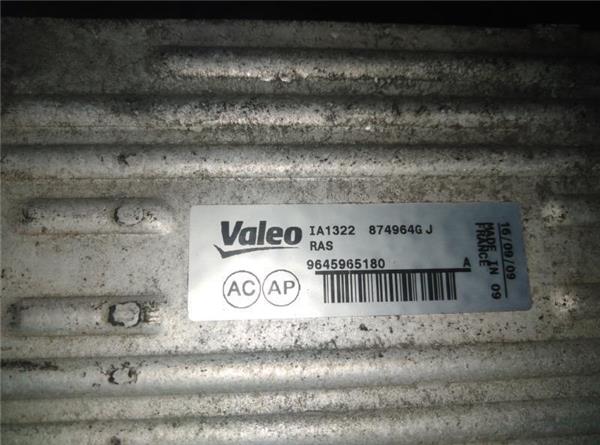 Valeo
IA1322 874964G J
RAS
9645965180 A
AC AP
16/09/09
MADE IN 09
FRANCE